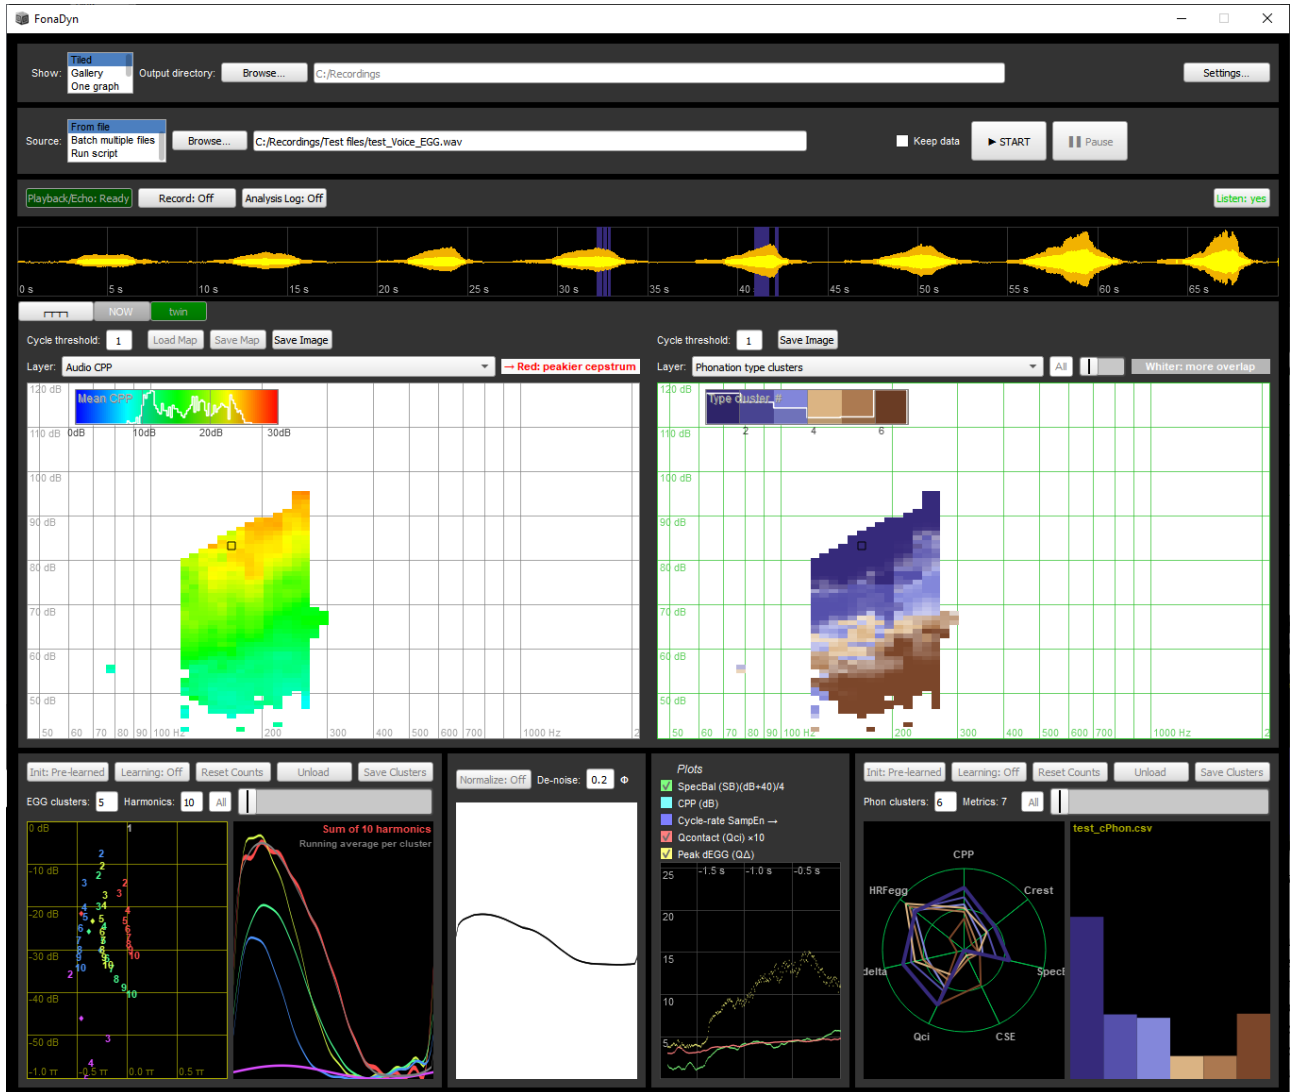 FonaDyn
Show: Tiled Gallery One graph Output directory: Browse... C:/Recordings Settings...
Source: From file Batch multiple files Run script Browse... C:/Recordings/Test files/test_Voice_EGG.wav Keep data START Pause
Playback/Echo: Ready Record: Off Analysis Log: Off Listen: yes
0 s 5 s 10 s 15 s 20 s 25 s 30 s 35 s 40 s 45 s 50 s 55 s 60 s 65 s
NOW twin
Cycle threshold: 1 Load Map Save Map Save Image
Layer: Audio CPP → Red: peakier cepstrum
120 dB
Mean CPP
0dB 10dB 20dB 30dB
110 dB
100 dB
90 dB
80 dB
70 dB
60 dB
50 dB
50 60 70 80 90 100 Hz 200 300 400 500 600 700 1000 Hz 2
Cycle threshold: 1 Save Image
Layer: Phonation type clusters All Whiter: more overlap
120 dB
Type cluster #
2 4 6
110 dB
100 dB
90 dB
80 dB
70 dB
60 dB
50 dB
50 60 70 80 90 100 Hz 200 300 400 500 600 700 1000 Hz 2
Init: Pre-learned Learning: Off Reset Counts Unload Save Clusters
EGG clusters: 5 Harmonics: 10 All
0 dB
-10 dB
-20 dB
-30 dB
-40 dB
-50 dB
-1.0 π -0.5 π 0.0 π 0.5 π
Sum of 10 harmonics
Running average per cluster
Normalize: Off De-noise: 0.2 Φ
Plots
SpecBal (SB)(dB+40)/4
CPP (dB)
Cycle-rate SampEn →
Qcontact (Qci) ×10
Peak dEGG (QΔ)
-1.5 s -1.0 s -0.5 s
25
20
15
10
5
Init: Pre-learned Learning: Off Reset Counts Unload Save Clusters
Phon clusters: 6 Metrics: 7 All
CPP
HRFegg Crest
delta SpecB
Qci CSE
test_cPhon.csv